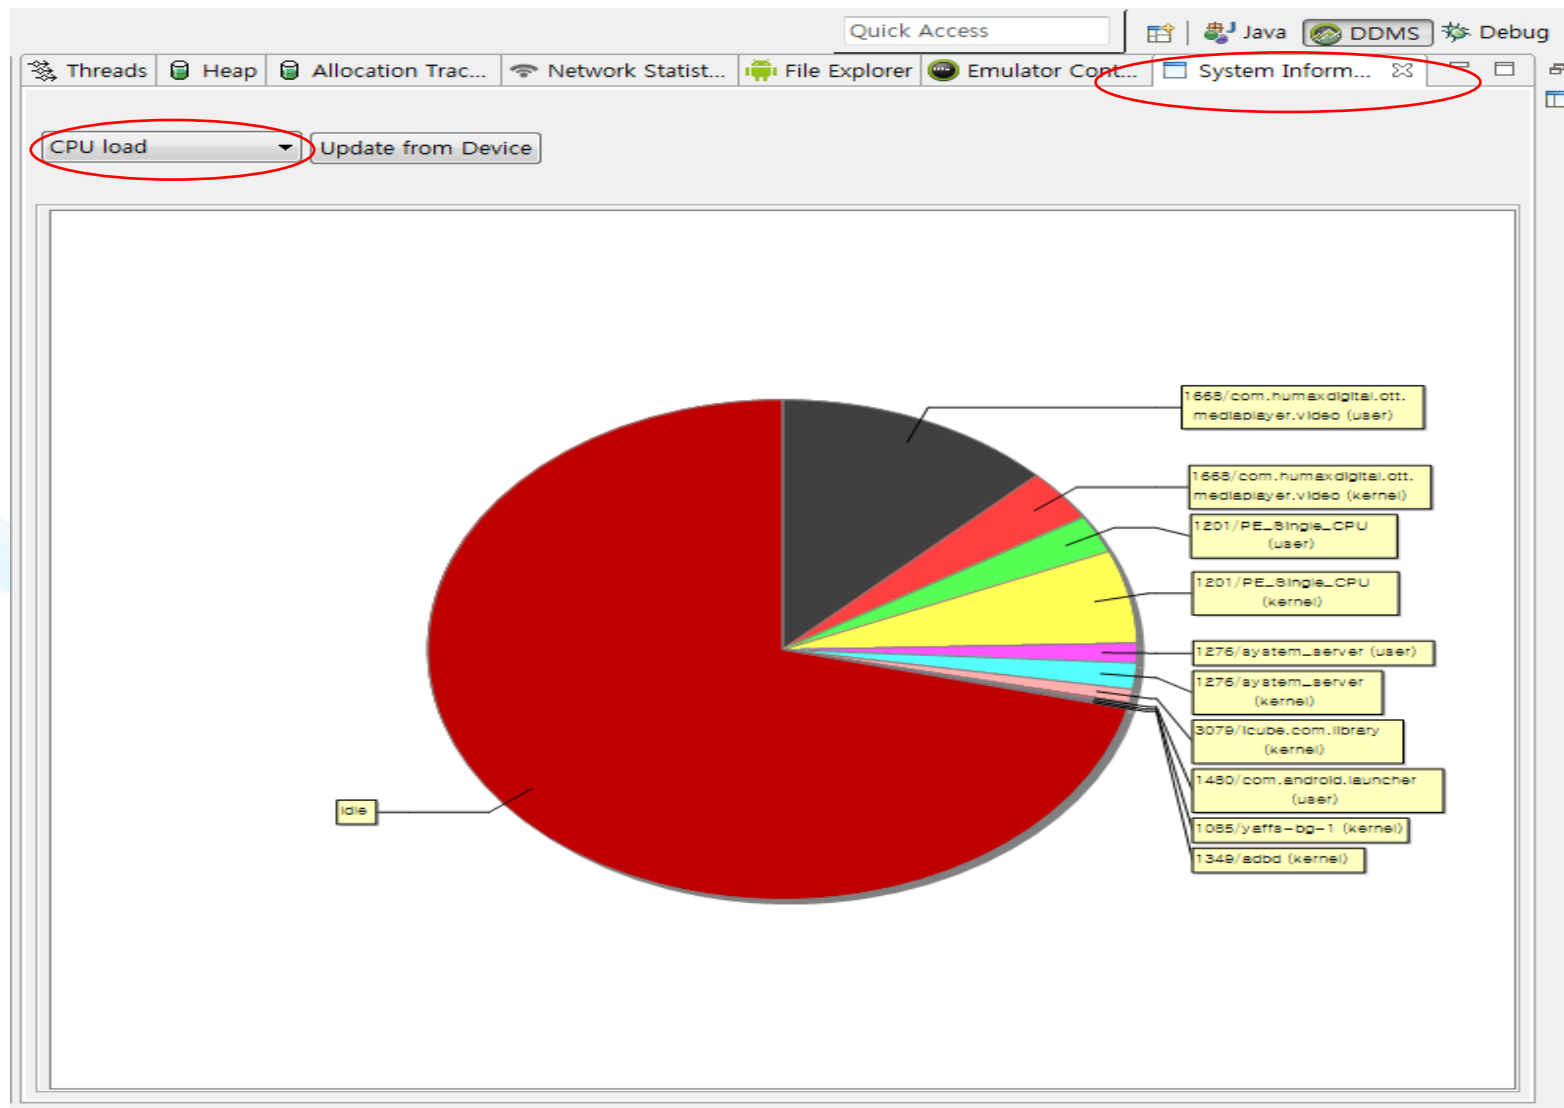 Quick Access
Java
DDMS
Debug
Threads
Heap
Allocation Trac...
Network Statist...
File Explorer
Emulator Cont...
System Inform...
CPU load
Update from Device
1668/com.humaxdigital.ott.
mediaplayer.video (user)
1668/com.humaxdigital.ott.
mediaplayer.video (kernel)
1201/PE_Single_CPU
(user)
1201/PE_Single_CPU
(kernel)
1276/system_server (user)
1276/system_server
(kernel)
3079/icube.com.library
(kernel)
1480/com.android.launcher
(user)
1085/yaffs-bg-1 (kernel)
1349/adbd (kernel)
Idle